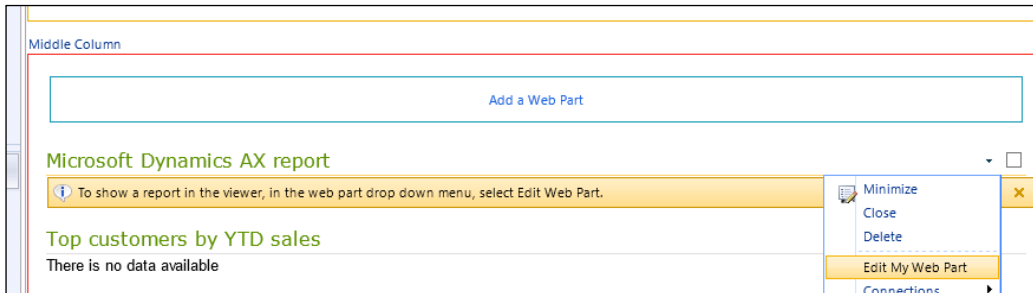 Middle Column
Add a Web Part
Microsoft Dynamics AX report
To show a report in the viewer, in the web part drop down menu, select Edit Web Part.
Minimize
Close
Delete
Top customers by YTD sales
There is no data available
Edit My Web Part
Connections